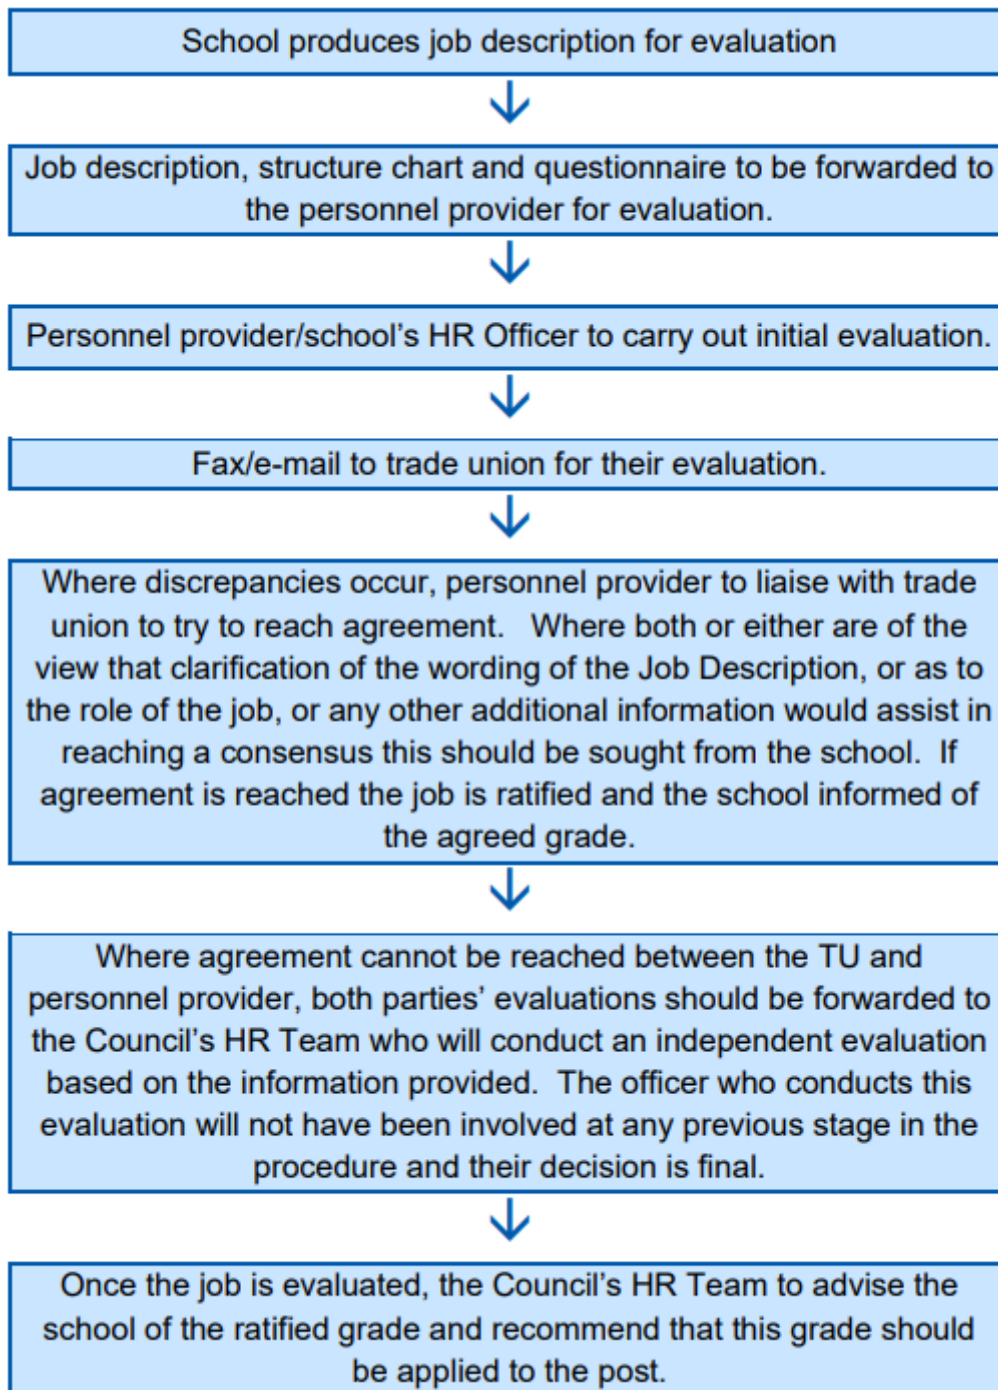 School produces job description for evaluation
Job description, structure chart and questionnaire to be forwarded to
the personnel provider for evaluation.
Personnel provider/school’s HR Officer to carry out initial evaluation.
Fax/e-mail to trade union for their evaluation.
Where discrepancies occur, personnel provider to liaise with trade
union to try to reach agreement.   Where both or either are of the
view that clarification of the wording of the Job Description, or as to
the role of the job, or any other additional information would assist in
reaching a consensus this should be sought from the school.  If
agreement is reached the job is ratified and the school informed of
the agreed grade.
Where agreement cannot be reached between the TU and
personnel provider, both parties’ evaluations should be forwarded to
the Council’s HR Team who will conduct an independent evaluation
based on the information provided.  The officer who conducts this
evaluation will not have been involved at any previous stage in the
procedure and their decision is final.
Once the job is evaluated, the Council’s HR Team to advise the
school of the ratified grade and recommend that this grade should
be applied to the post.